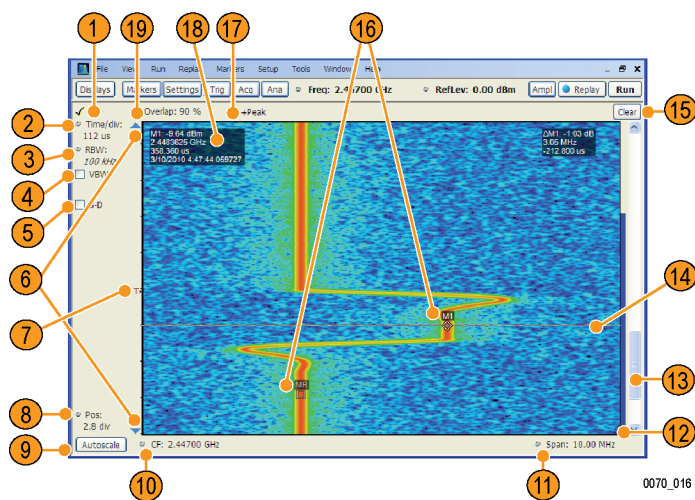 1 19 18 17 16
File View Run Replay Markers Setup Tools Window Help
Displays Markers Settings Trig Acq Ana Freq: 2.44700 GHz RefLev: 0.00 dBm Ampl Replay Run
✓ Overlap: 90 % +Peak Clear 15
2 Time/div:
112 us
M1: -9.64 dBm
2.4483625 GHz
358.360 us
3/10/2010 4:47:44.059727
ΔM1: -1.03 dB
3.05 MHz
-212.800 us
3 RBW:
100 kHz
4 VBW:
5
6
7 T
14
M1
13
MR
8 Pos:
2.8 div
12
9 Autoscale CF: 2.44700 GHz Span: 10.00 MHz
10 11
0070_016